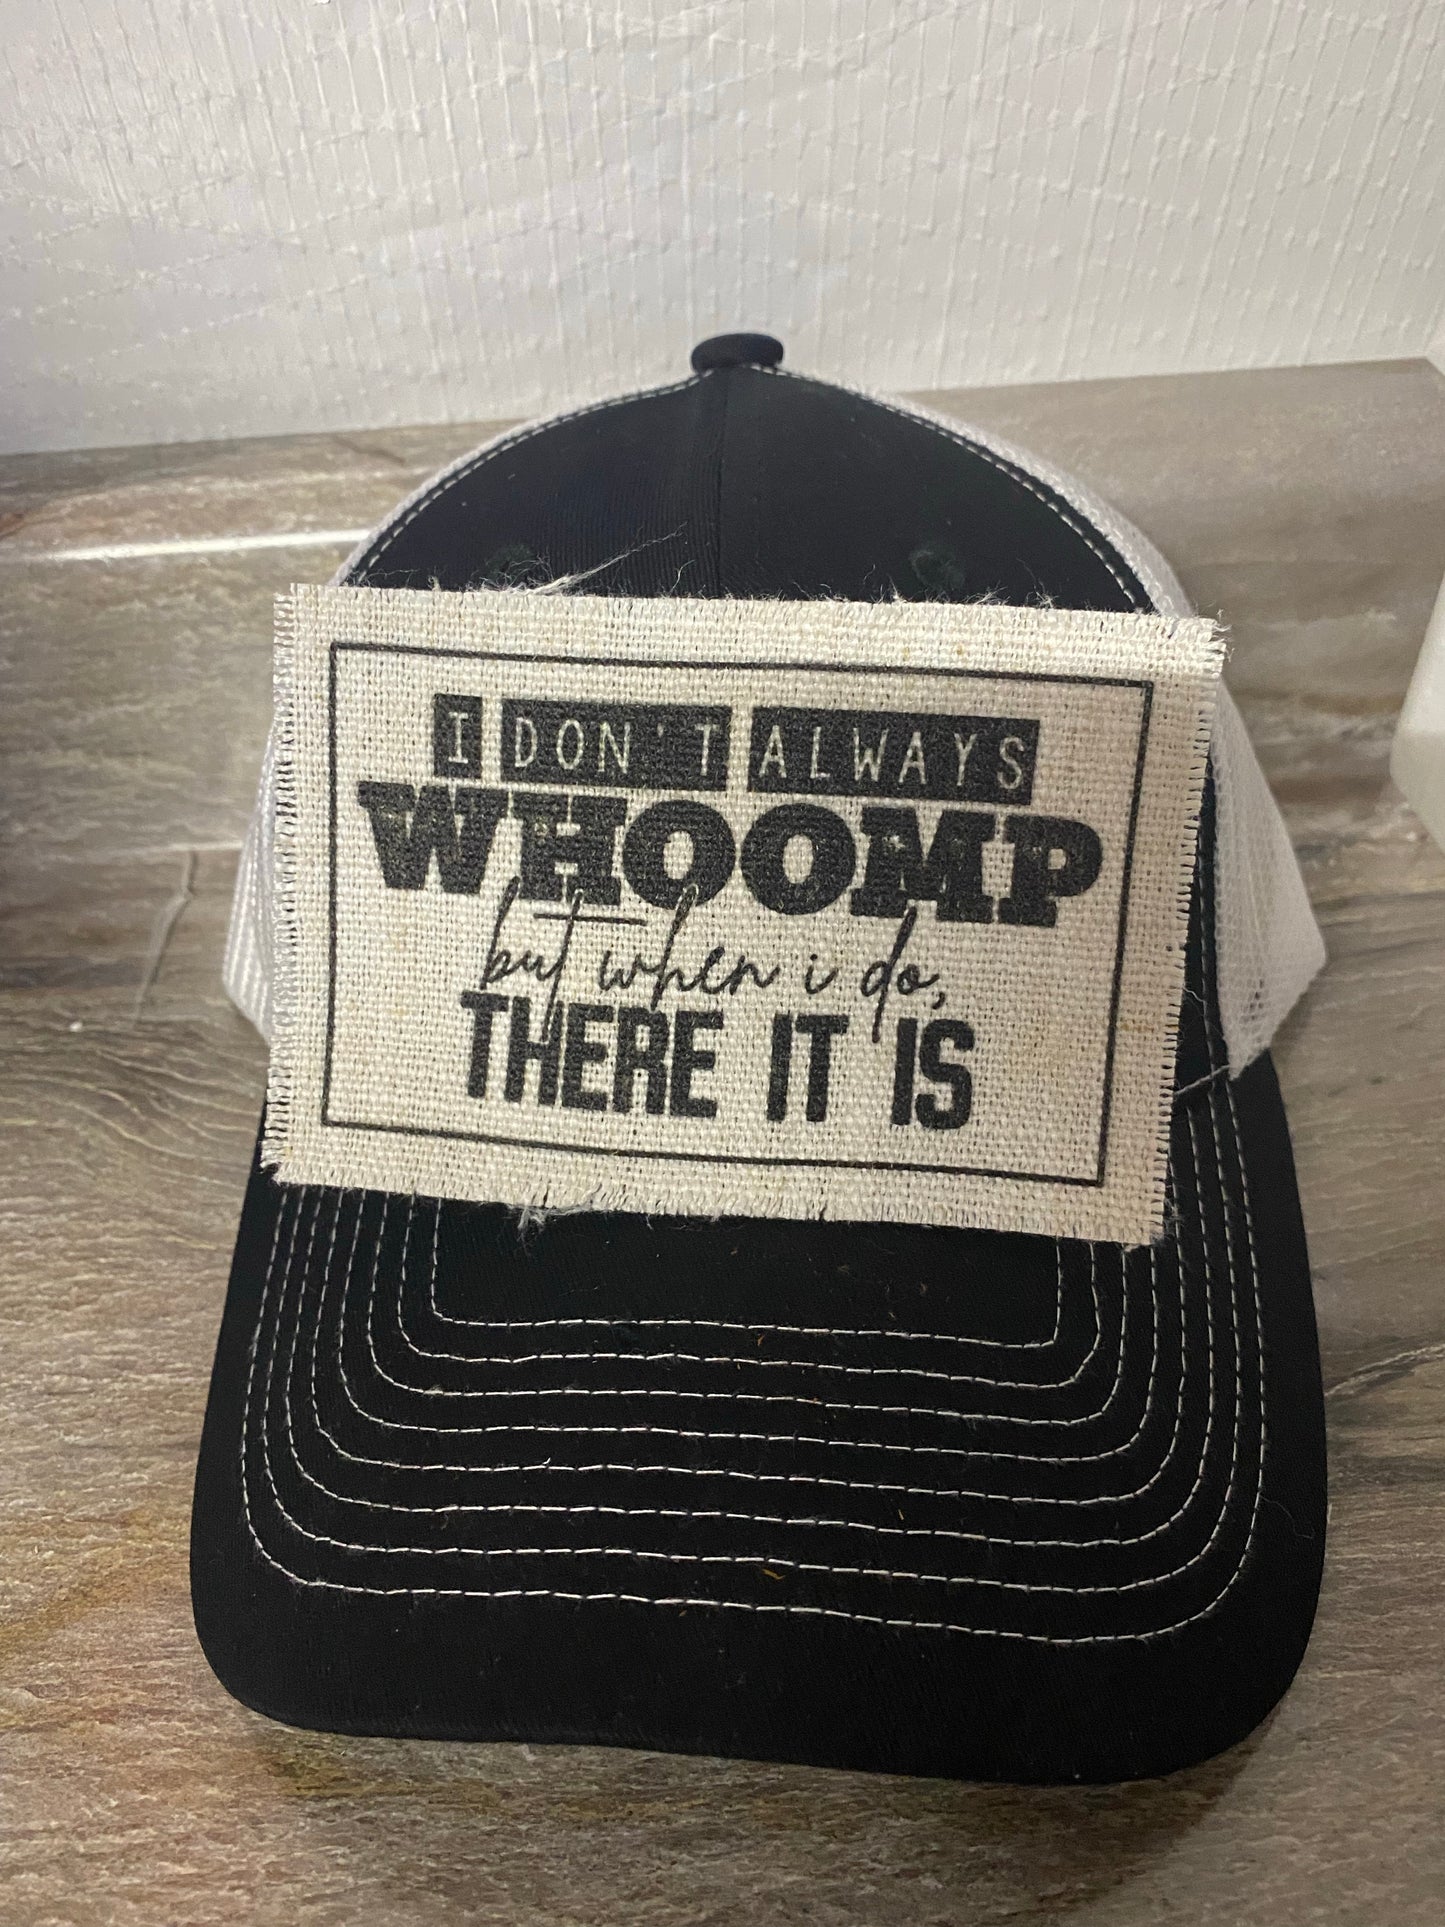 I DON'T ALWAYS
WHOOMP
but when i do,
THERE IT IS